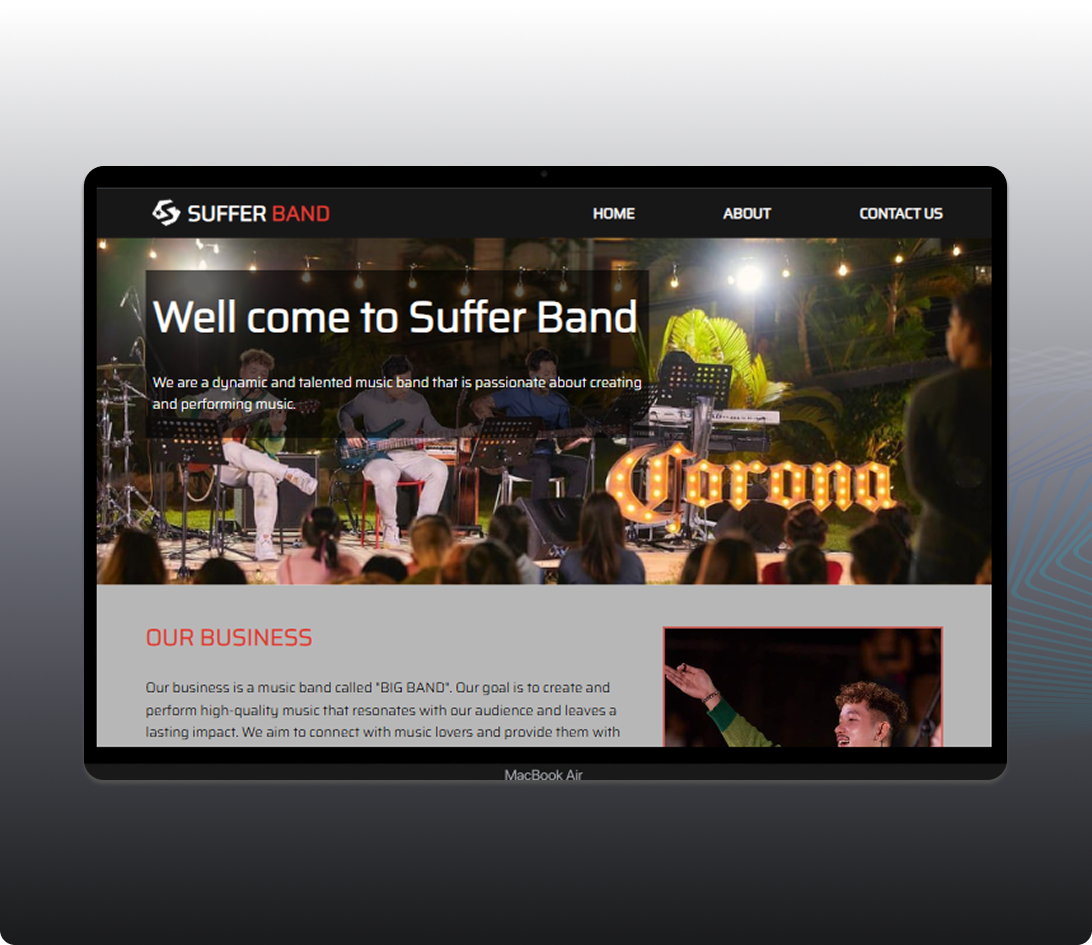 SUFFER BAND
HOME
ABOUT
CONTACT US
Well come to Suffer Band
We are a dynamic and talented music band that is passionate about creating
and performing music.
Corona
OUR BUSINESS
Our business is a music band called "BIG BAND". Our goal is to create and
perform high-quality music that resonates with our audience and leaves a
lasting impact. We aim to connect with music lovers and provide them with
MacBook Air